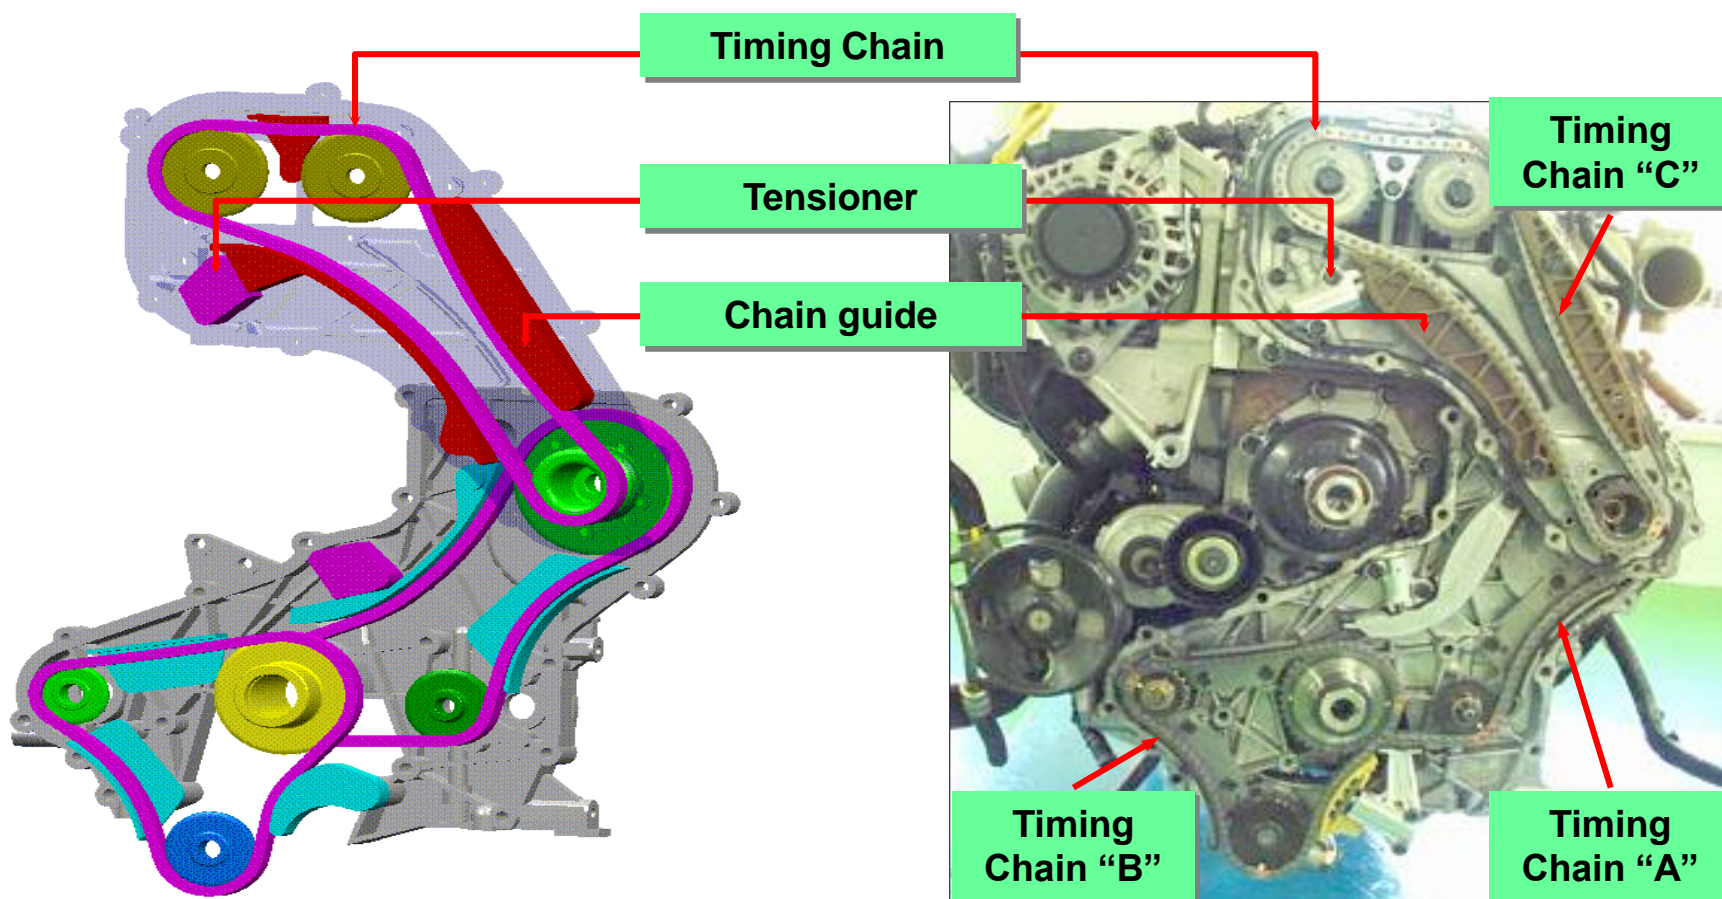 Timing Chain
Timing
Chain “C”
Tensioner
Chain guide
Timing
Chain “B”
Timing
Chain “A”